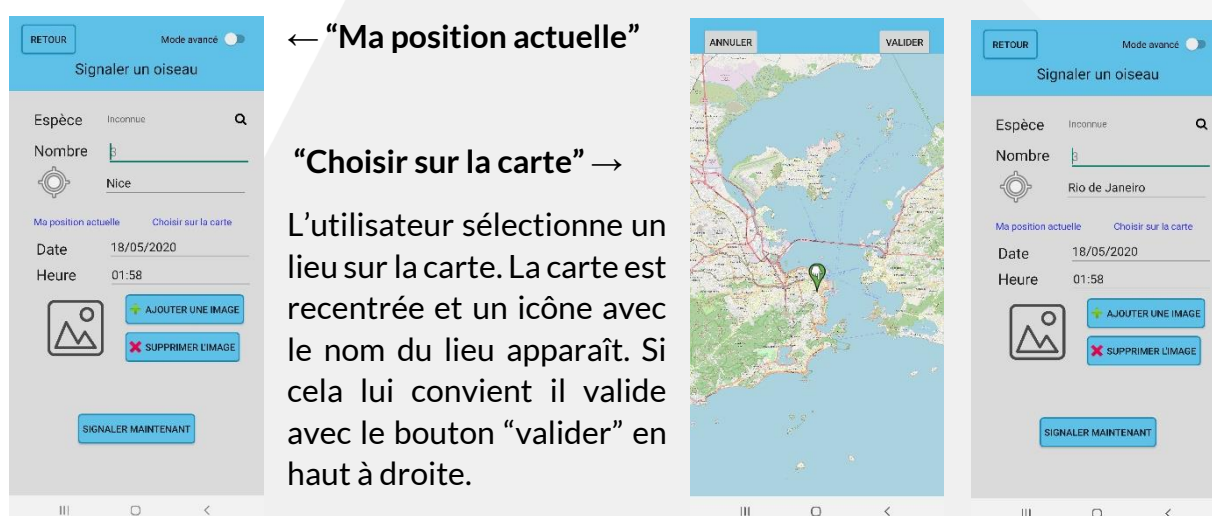 RETOUR
Mode avancé
Signaler un oiseau
Espèce Inconnue
Nombre 3
Nice
Ma position actuelle Choisir sur la carte
Date 18/05/2020
Heure 01:58
AJOUTER UNE IMAGE
SUPPRIMER L'IMAGE
SIGNALER MAINTENANT
← “Ma position actuelle”
“Choisir sur la carte” →
L’utilisateur sélectionne un
lieu sur la carte. La carte est
recentrée et un icône avec
le nom du lieu apparaît. Si
cela lui convient il valide
avec le bouton “valider” en
haut à droite.
ANNULER
VALIDER
RETOUR
Mode avancé
Signaler un oiseau
Espèce Inconnue
Nombre 3
Rio de Janeiro
Ma position actuelle Choisir sur la carte
Date 18/05/2020
Heure 01:58
AJOUTER UNE IMAGE
SUPPRIMER L'IMAGE
SIGNALER MAINTENANT